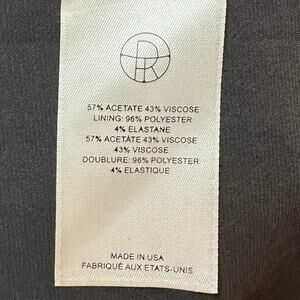 57% ACETATE 43% VISCOSE
LINING: 96% POLYESTER
4% ELASTANE
57% ACÉTATE 43% VISCOSE
43% VISCOSE
DOUBLURE: 96% POLYESTER
4% ELASTIQUE
MADE IN USA
FABRIQUÉ AUX ETATS-UNIS